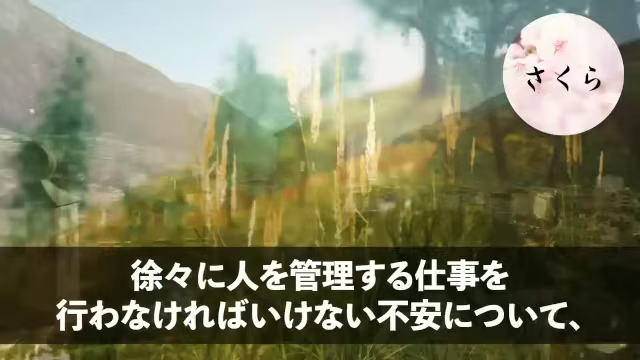 さくら
徐々に人を管理する仕事を
行わなければいけない不安について、